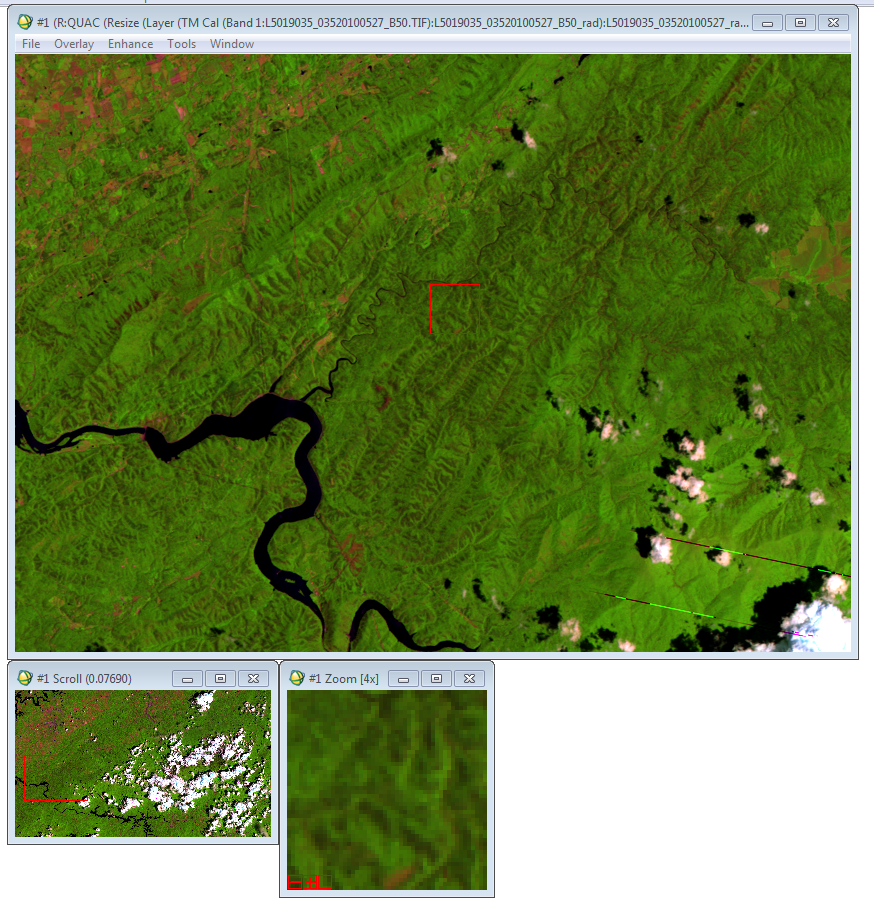 #1 (R:QUAC (Resize (Layer (TM Cal (Band 1:L5019035_03520100527_B50.TIF):L5019035_03520100527_B50_rad):L5019035_03520100527_ra...
File Overlay Enhance Tools Window
#1 Scroll (0.07690)
#1 Zoom [4x]